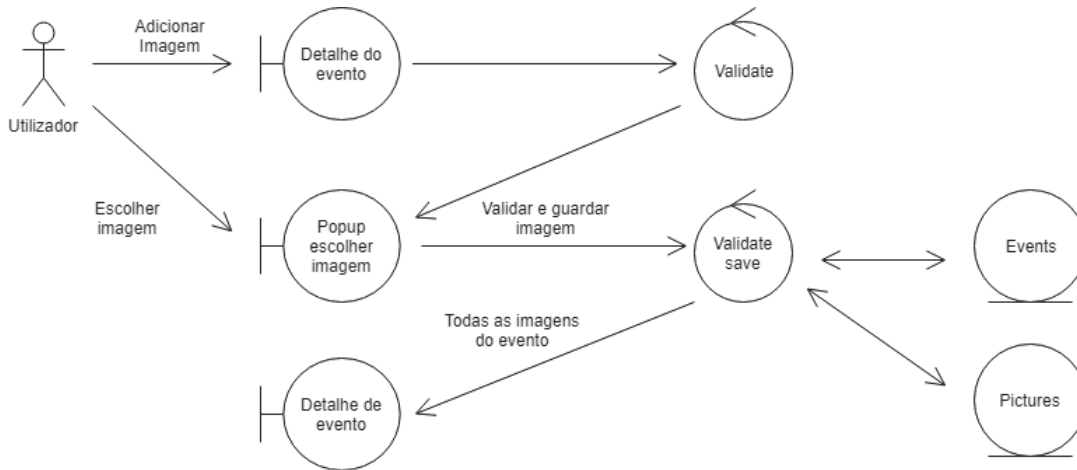 Adicionar
Imagem
Detalhe do
evento
Validate
Utilizador
Escolher
imagem
Popup
escolher
imagem
Validar e guardar
imagem
Validate
save
Events
Todas as imagens
do evento
Detalhe de
evento
Pictures